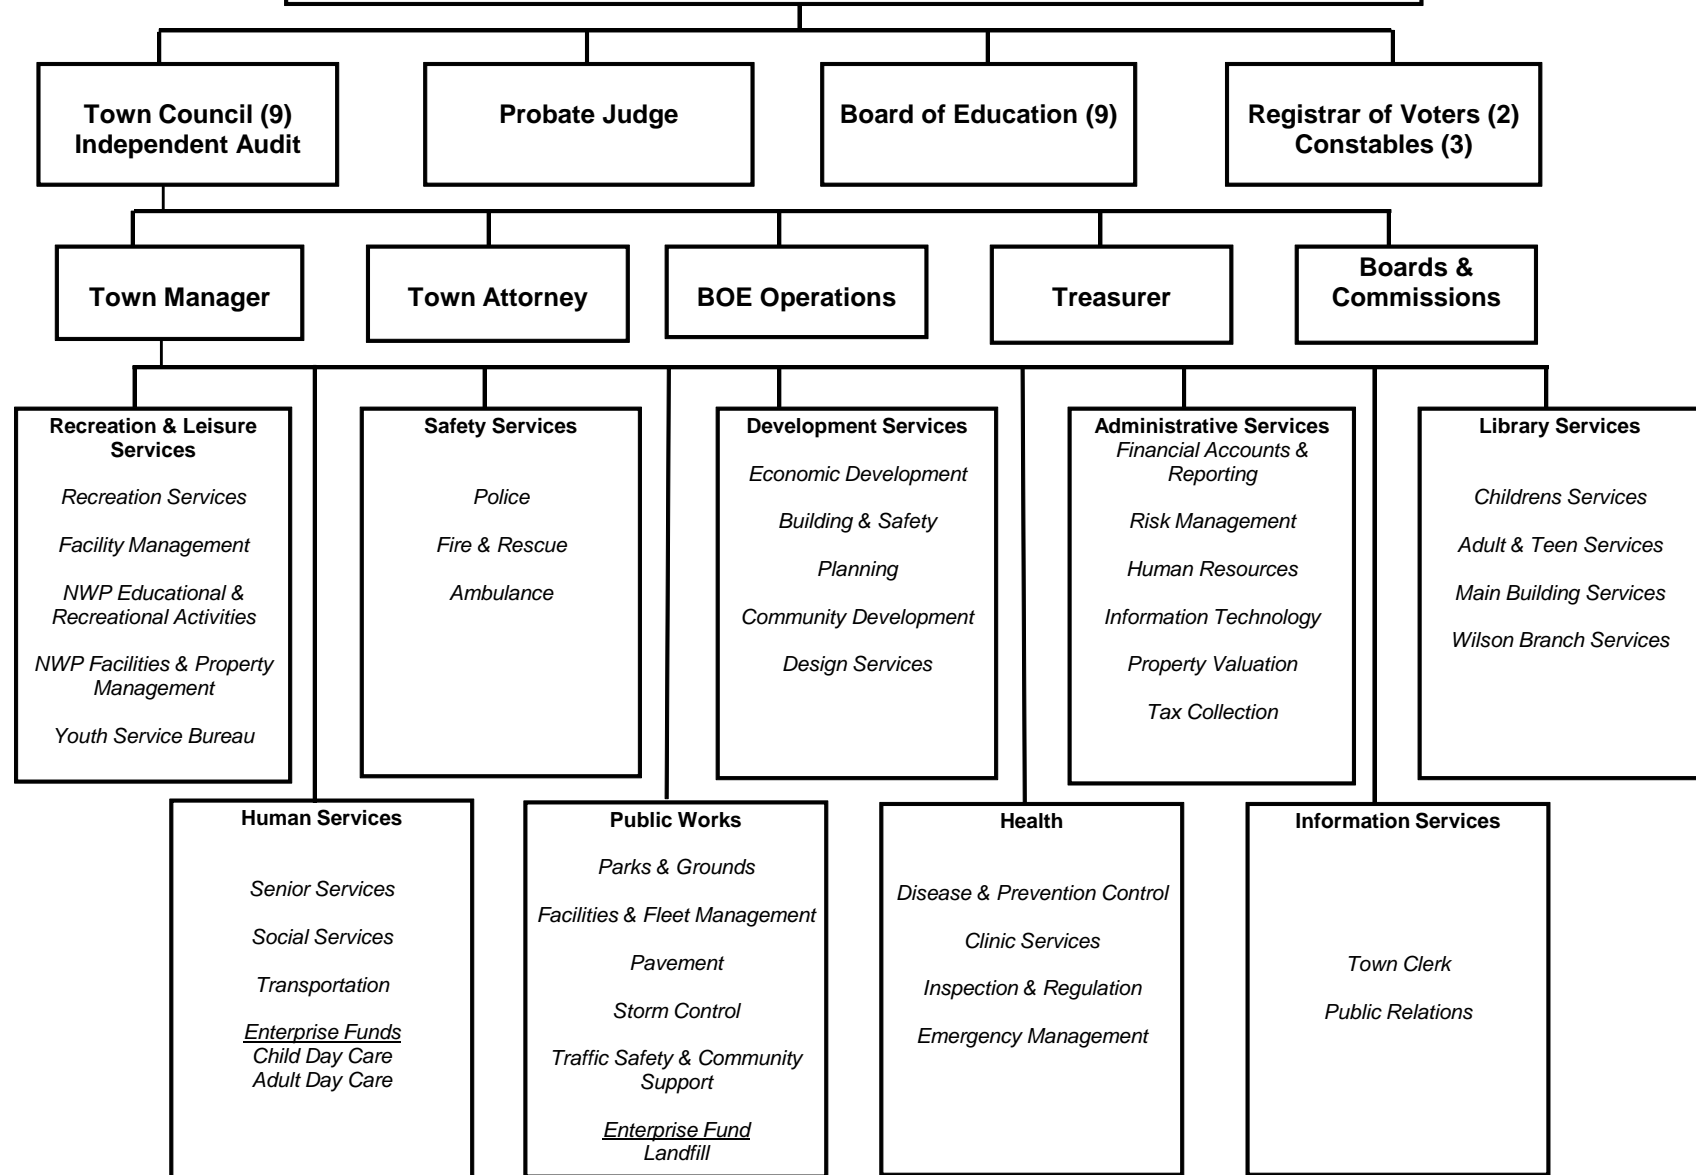 Town Council (9)
Independent Audit
Probate Judge
Board of Education (9)
Registrar of Voters (2)
Constables (3)
Town Manager
Town Attorney
BOE Operations
Treasurer
Boards &
Commissions
Recreation & Leisure
Services
Recreation Services
Facility Management
NWP Educational &
Recreational Activities
NWP Facilities & Property
Management
Youth Service Bureau
Safety Services
Police
Fire & Rescue
Ambulance
Development Services
Economic Development
Building & Safety
Planning
Community Development
Design Services
Administrative Services
Financial Accounts &
Reporting
Risk Management
Human Resources
Information Technology
Property Valuation
Tax Collection
Library Services
Childrens Services
Adult & Teen Services
Main Building Services
Wilson Branch Services
Human Services
Senior Services
Social Services
Transportation
Enterprise Funds
Child Day Care
Adult Day Care
Public Works
Parks & Grounds
Facilities & Fleet Management
Pavement
Storm Control
Traffic Safety & Community
Support
Enterprise Fund
Landfill
Health
Disease & Prevention Control
Clinic Services
Inspection & Regulation
Emergency Management
Information Services
Town Clerk
Public Relations